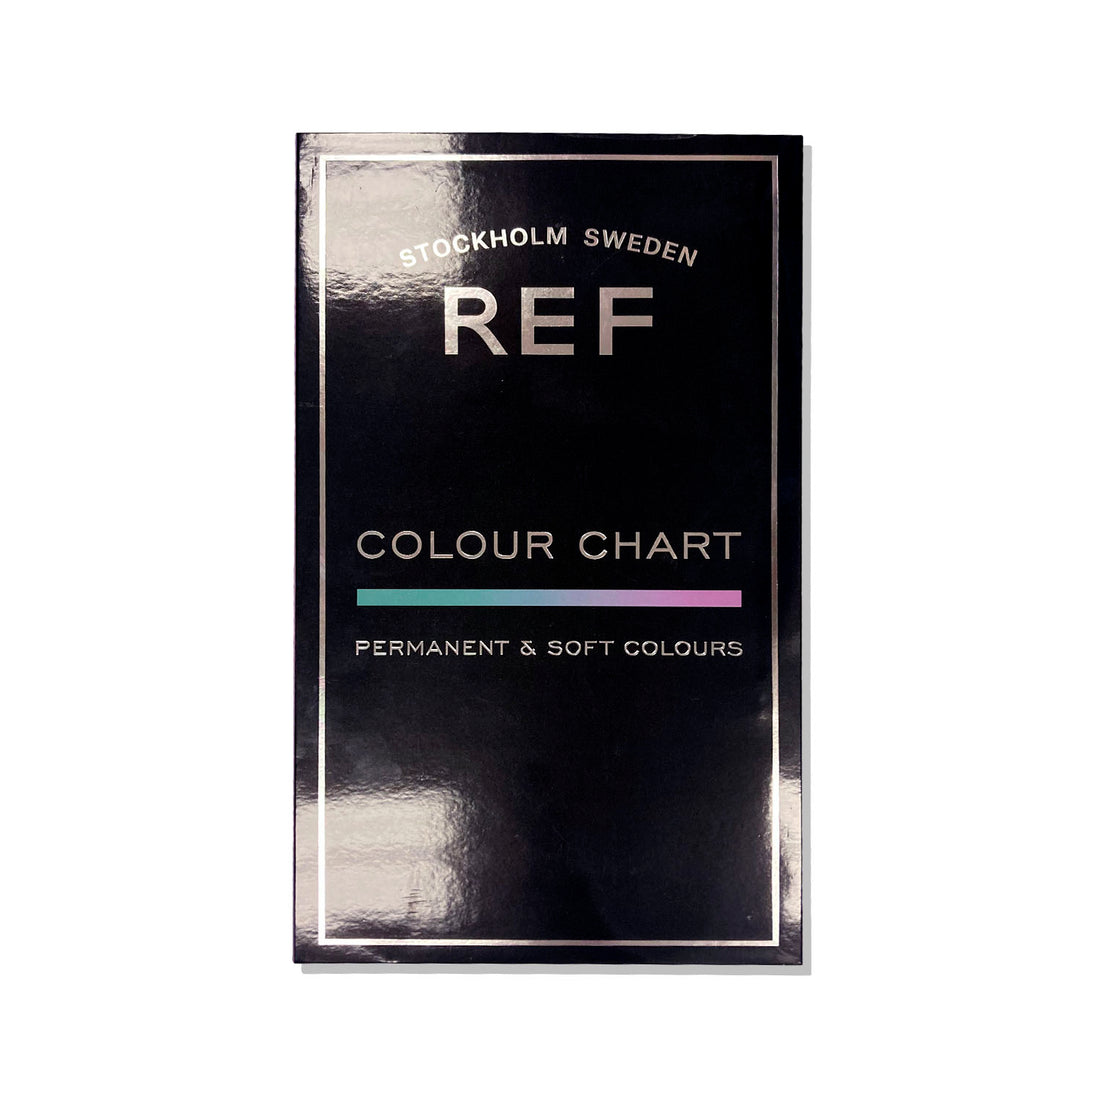 STOCKHOLM SWEDEN
REF
COLOUR CHART
PERMANENT & SOFT COLOURS